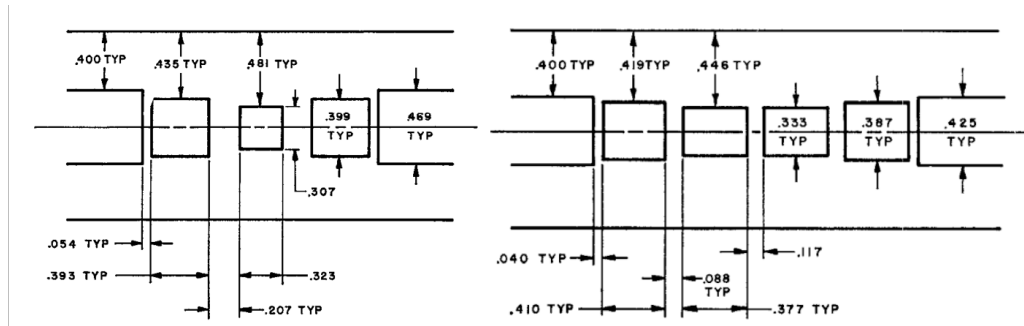 .400 TYP
.435 TYP
.481 TYP
.399
TYP
.469
TYP
.307
.054 TYP
.393 TYP
.323
.207 TYP
.400 TYP
.419TYP
.446 TYP
.333
TYP
.387
TYP
.425
TYP
.040 TYP
.117
.088
TYP
.410 TYP
.377 TYP